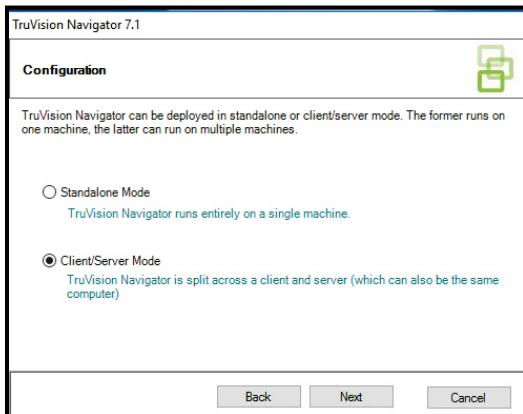 TruVision Navigator 7.1
Configuration
TruVision Navigator can be deployed in standalone or client/server mode. The former runs on
one machine, the latter can run on multiple machines.
Standalone Mode
TruVision Navigator runs entirely on a single machine.
Client/Server Mode
TruVision Navigator is split across a client and server (which can also be the same
computer)
Back Next Cancel